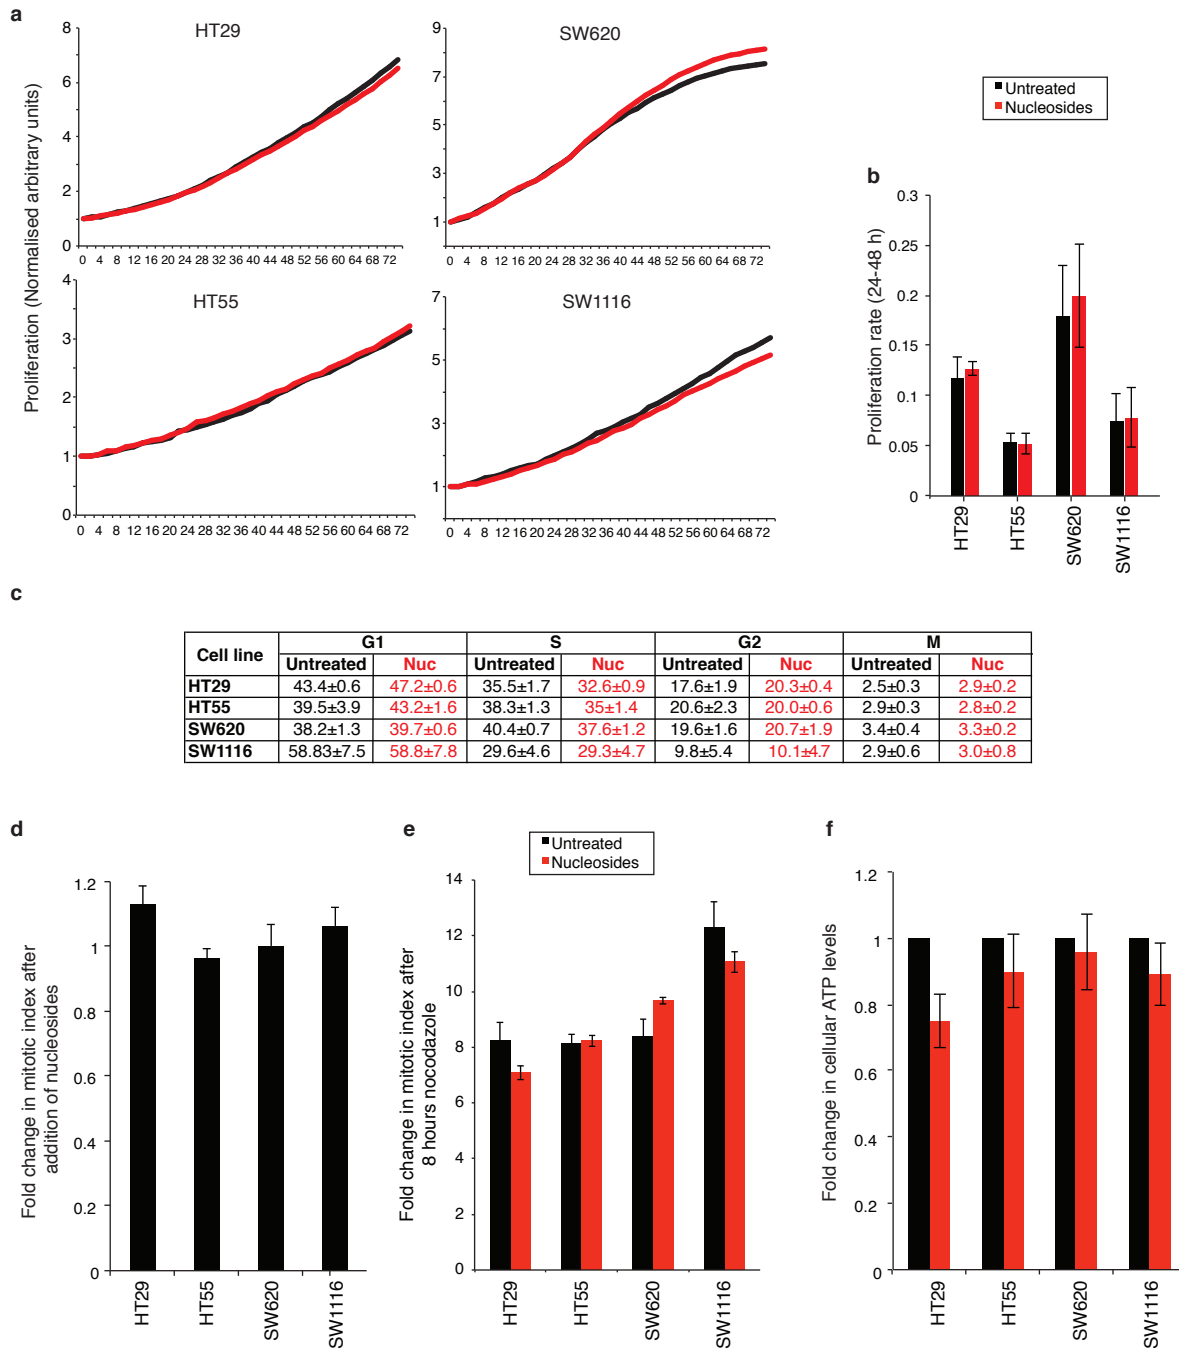 a
HT29
SW620
Proliferation (Normalised arbitrary units)
8
6
4
2
0
0 4 8 12 16 20 24 28 32 36 40 44 48 52 56 60 64 68 72
9
7
5
3
1
0 4 8 12 16 20 24 28 32 36 40 44 48 52 56 60 64 68 72
HT55
SW1116
4
3
2
1
0
0 4 8 12 16 20 24 28 32 36 40 44 48 52 56 60 64 68 72
7
5
3
1
0 4 8 12 16 20 24 28 32 36 40 44 48 52 56 60 64 68 72
Untreated
Nucleosides
b
Proliferation rate (24-48 h)
0.3
0.25
0.2
0.15
0.1
0.05
0
HT29 HT55 SW620 SW1116
c
Cell line G1 S G2 M
Untreated Nuc Untreated Nuc Untreated Nuc Untreated Nuc
HT29 43.4±0.6 47.2±0.6 35.5±1.7 32.6±0.9 17.6±1.9 20.3±0.4 2.5±0.3 2.9±0.2
HT55 39.5±3.9 43.2±1.6 38.3±1.3 35±1.4 20.6±2.3 20.0±0.6 2.9±0.3 2.8±0.2
SW620 38.2±1.3 39.7±0.6 40.4±0.7 37.6±1.2 19.6±1.6 20.7±1.9 3.4±0.4 3.3±0.2
SW1116 58.83±7.5 58.8±7.8 29.6±4.6 29.3±4.7 9.8±5.4 10.1±4.7 2.9±0.6 3.0±0.8
d
Fold change in mitotic index after
addition of nucleosides
1.2
1
0.8
0.6
0.4
0.2
0
HT29 HT55 SW620 SW1116
e
Untreated
Nucleosides
Fold change in mitotic index after
8 hours nocodazole
14
12
10
8
6
4
2
0
HT29 HT55 SW620 SW1116
f
Fold change in cellular ATP levels
1.2
1
0.8
0.6
0.4
0.2
0
HT29 HT55 SW620 SW1116